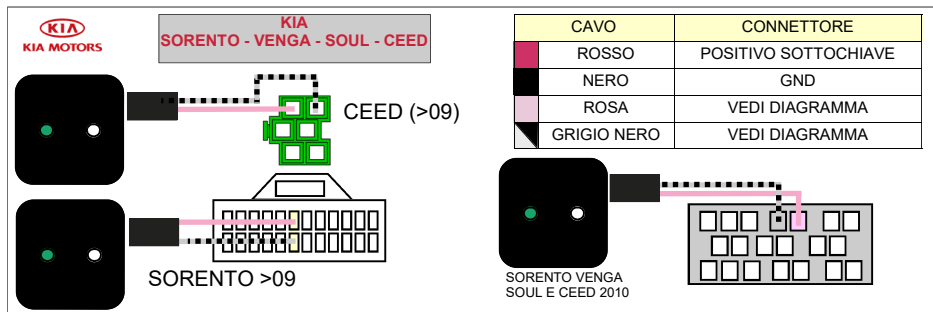 KIA
KIA MOTORS
KIA
SORENTO - VENGA - SOUL - CEED
CEED (>09)
SORENTO >09
CAVO CONNETTORE
ROSSO POSITIVO SOTTOCHIAVE
NERO GND
ROSA VEDI DIAGRAMMA
GRIGIO NERO VEDI DIAGRAMMA
SORENTO VENGA
SOUL E CEED 2010